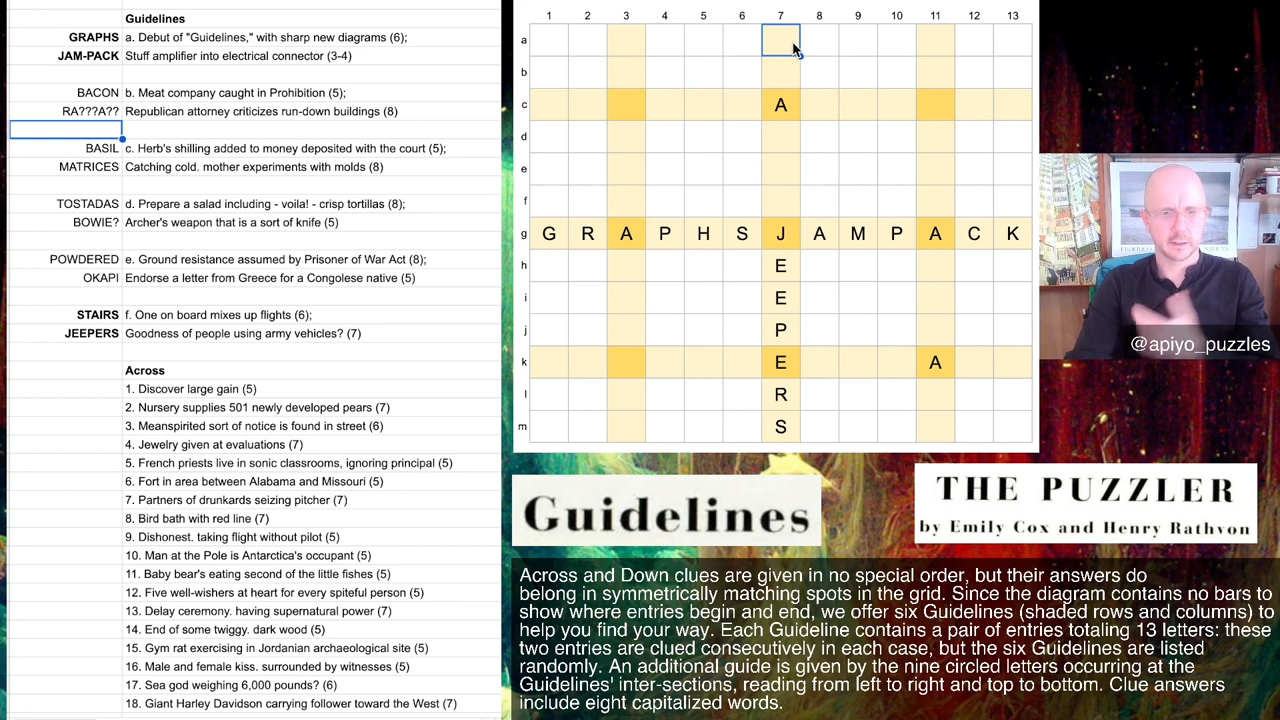 Guidelines
GRAPHS a. Debut of "Guidelines," with sharp new diagrams (6);
JAM-PACK Stuff amplifier into electrical connector (3-4)
BACON b. Meat company caught in Prohibition (5);
RA???A?? Republican attorney criticizes run-down buildings (8)
BASIL c. Herb's shilling added to money deposited with the court (5);
MATRICES Catching cold. mother experiments with molds (8)
TOSTADAS d. Prepare a salad including - voila! - crisp tortillas (8);
BOWIE? Archer's weapon that is a sort of knife (5)
POWDERED e. Ground resistance assumed by Prisoner of War Act (8);
OKAPI Endorse a letter from Greece for a Congolese native (5)
STAIRS f. One on board mixes up flights (6);
JEEPERS Goodness of people using army vehicles? (7)
Across
1. Discover large gain (5)
2. Nursery supplies 501 newly developed pears (7)
3. Meanspirited sort of notice is found in street (6)
4. Jewelry given at evaluations (7)
5. French priests live in sonic classrooms, ignoring principal (5)
6. Fort in area between Alabama and Missouri (5)
7. Partners of drunkards seizing pitcher (7)
8. Bird bath with red line (7)
9. Dishonest. taking flight without pilot (5)
10. Man at the Pole is Antarctica's occupant (5)
11. Baby bear's eating second of the little fishes (5)
12. Five well-wishers at heart for every spiteful person (5)
13. Delay ceremony. having supernatural power (7)
14. End of some twiggy. dark wood (5)
15. Gym rat exercising in Jordanian archaeological site (5)
16. Male and female kiss. surrounded by witnesses (5)
17. Sea god weighing 6,000 pounds? (6)
18. Giant Harley Davidson carrying follower toward the West (7)
1 2 3 4 5 6 7 8 9 10 11 12 13
a
b
c A
d
e
f
g G R A P H S J A M P A C K
h E
i E
j P
k E A
l R
m S
@apiyo_puzzles
Guidelines
THE PUZZLER
by Emily Cox and Henry Rathvon
Across and Down clues are given in no special order, but their answers do
belong in symmetrically matching spots in the grid. Since the diagram contains no bars to
show where entries begin and end, we offer six Guidelines (shaded rows and columns) to
help you find your way. Each Guideline contains a pair of entries totaling 13 letters: these
two entries are clued consecutively in each case, but the six Guidelines are listed
randomly. An additional guide is given by the nine circled letters occurring at the
Guidelines' inter-sections, reading from left to right and top to bottom. Clue answers
include eight capitalized words.